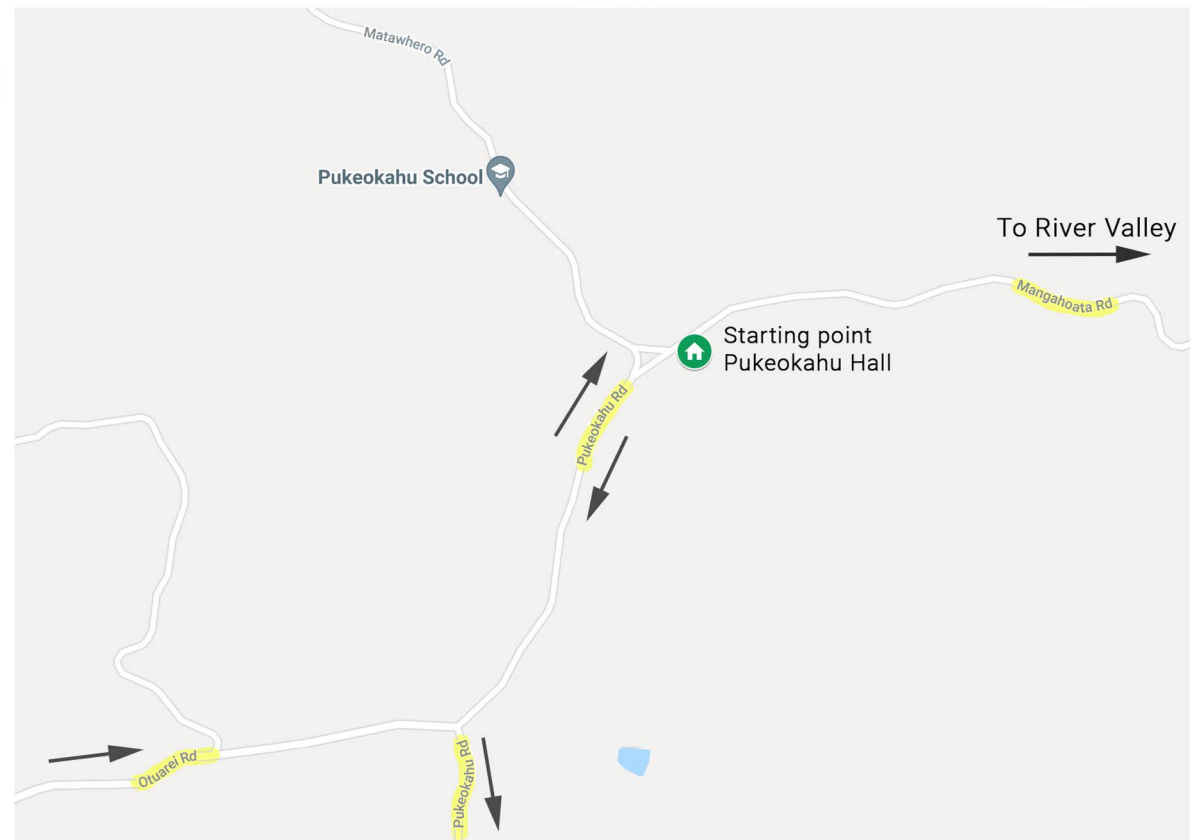 Matawhero Rd
Pukeokahu School
To River Valley
Mangahoata Rd
Starting point
Pukeokahu Hall
Pukeokahu Rd
Otuarei Rd
Pukeokahu Rd